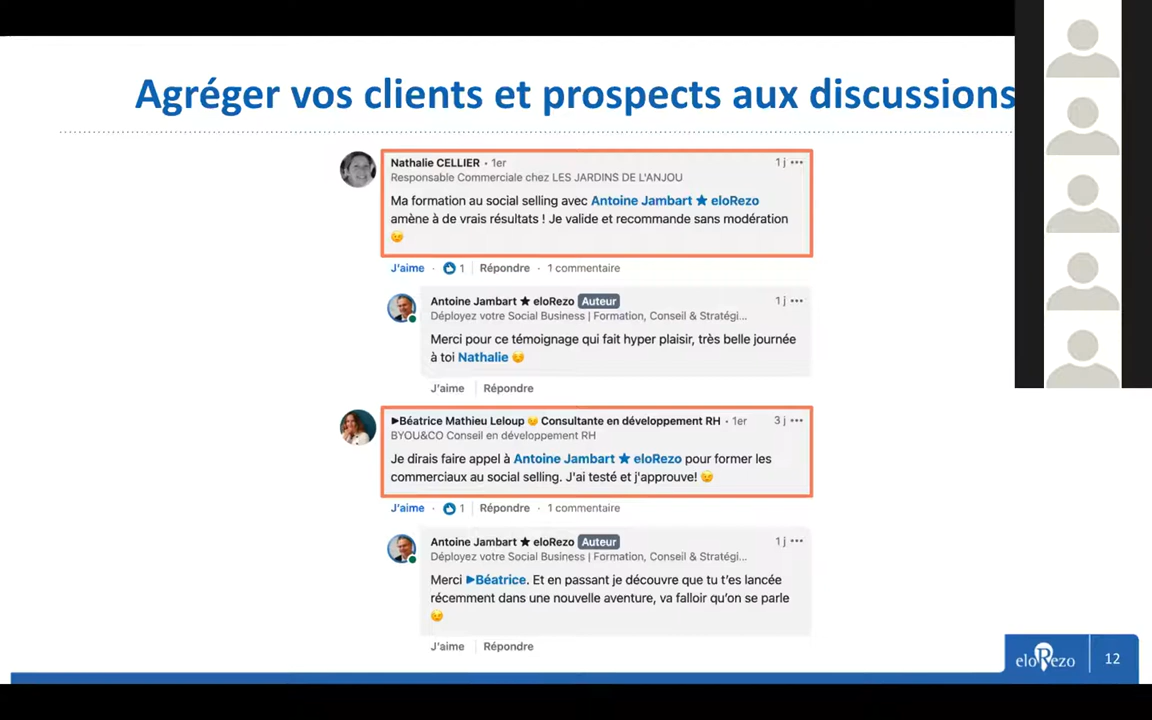 Agréger vos clients et prospects aux discussions
Nathalie CELLIER · 1er 1 j •••
Responsable Commerciale chez LES JARDINS DE L'ANJOU
Ma formation au social selling avec Antoine Jambart ★ eloRezo
amène à de vrais résultats ! Je valide et recommande sans modération
😉
J'aime · 1 | Répondre · 1 commentaire
Antoine Jambart ★ eloRezo Auteur 1 j •••
Déployez votre Social Business | Formation, Conseil & Stratégi...
Merci pour ce témoignage qui fait hyper plaisir, très belle journée
à toi Nathalie 😉
J'aime | Répondre
▶Béatrice Mathieu Leloup 😉 Consultante en développement RH · 1er 3 j •••
BYOU&CO Conseil en développement RH
Je dirais faire appel à Antoine Jambart ★ eloRezo pour former les
commerciaux au social selling. J'ai testé et j'approuve! 😉
J'aime · 1 | Répondre · 1 commentaire
Antoine Jambart ★ eloRezo Auteur 1 j •••
Déployez votre Social Business | Formation, Conseil & Stratégi...
Merci ▶Béatrice. Et en passant je découvre que tu t'es lancée
récemment dans une nouvelle aventure, va falloir qu'on se parle
😉
J'aime | Répondre
eloRezo 12